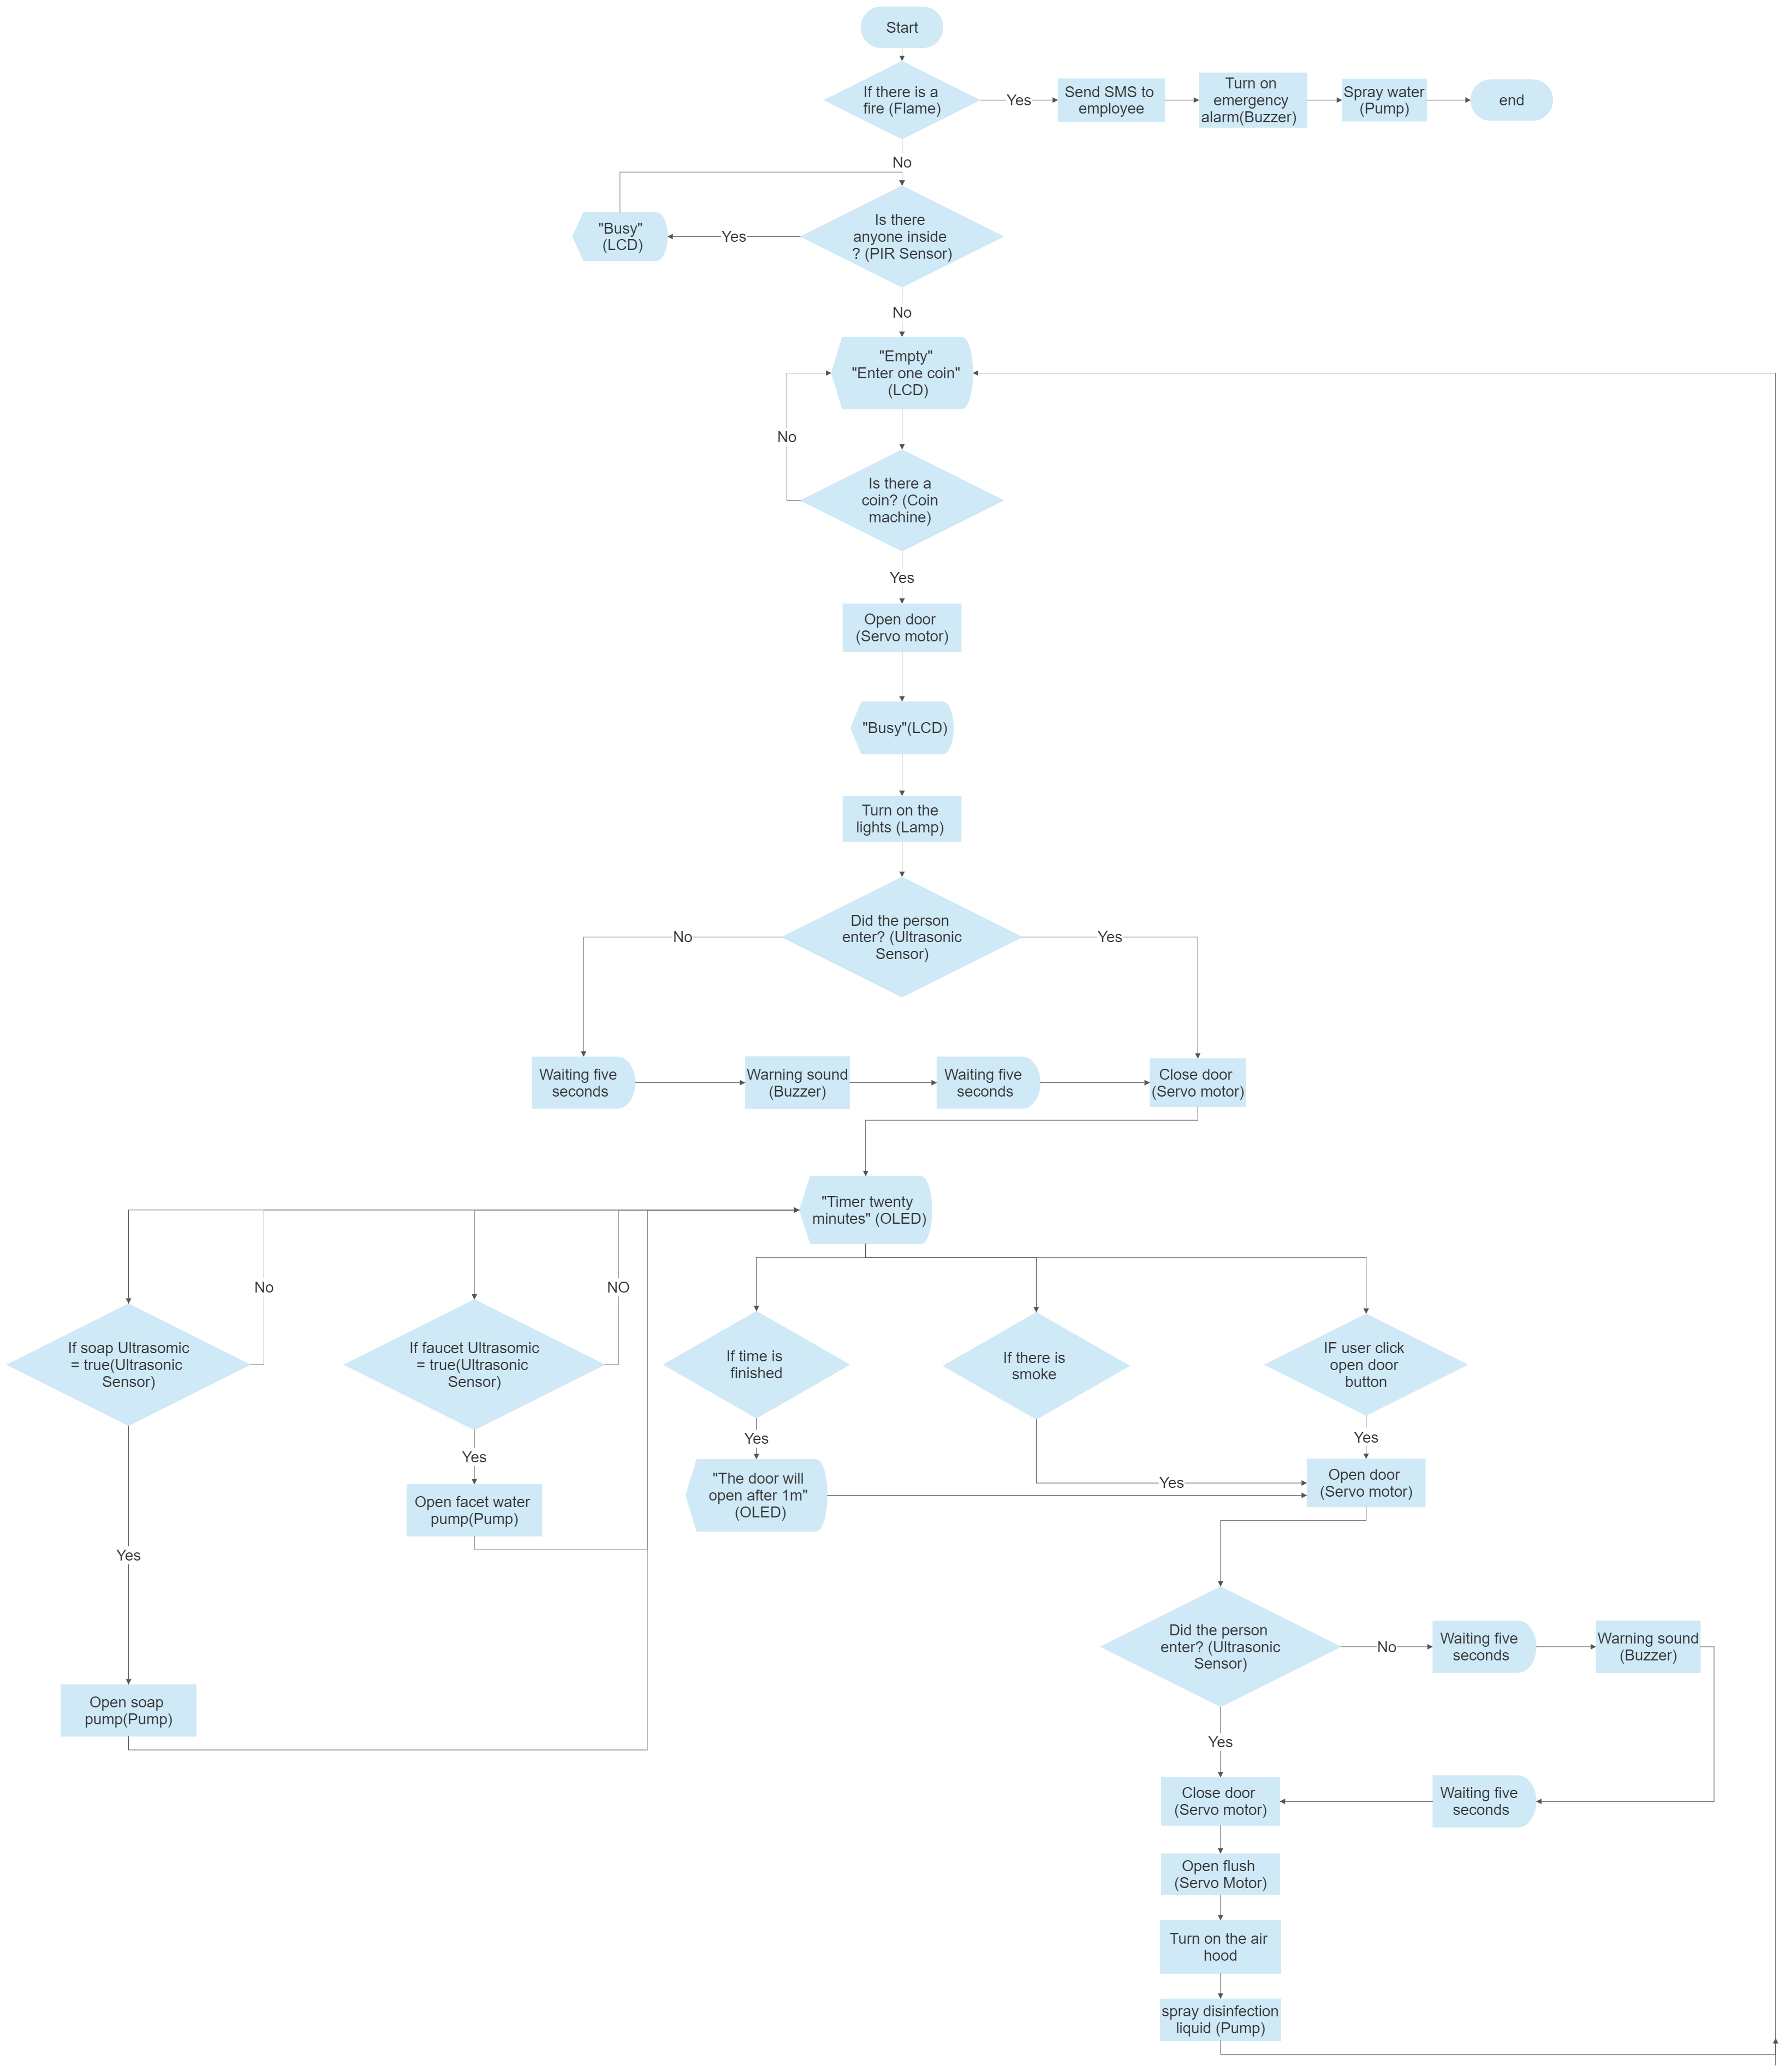 Start
If there is a
fire (Flame)
Yes
Send SMS to
employee
Turn on
emergency
alarm(Buzzer)
Spray water
(Pump)
end
No
"Busy"
(LCD)
Yes
Is there
anyone inside
? (PIR Sensor)
No
"Empty"
"Enter one coin"
(LCD)
No
Is there a
coin? (Coin
machine)
Yes
Open door
(Servo motor)
"Busy"(LCD)
Turn on the
lights (Lamp)
Did the person
enter? (Ultrasonic
Sensor)
No
Yes
Waiting five
seconds
Warning sound
(Buzzer)
Waiting five
seconds
Close door
(Servo motor)
"Timer twenty
minutes" (OLED)
No
NO
If soap Ultrasomic
= true(Ultrasonic
Sensor)
If faucet Ultrasomic
= true(Ultrasonic
Sensor)
If time is
finished
If there is
smoke
IF user click
open door
button
Yes
Yes
Yes
Open facet water
pump(Pump)
"The door will
open after 1m"
(OLED)
Yes
Open door
(Servo motor)
Yes
Open soap
pump(Pump)
Did the person
enter? (Ultrasonic
Sensor)
No
Waiting five
seconds
Warning sound
(Buzzer)
Yes
Close door
(Servo motor)
Waiting five
seconds
Open flush
(Servo Motor)
Turn on the air
hood
spray disinfection
liquid (Pump)